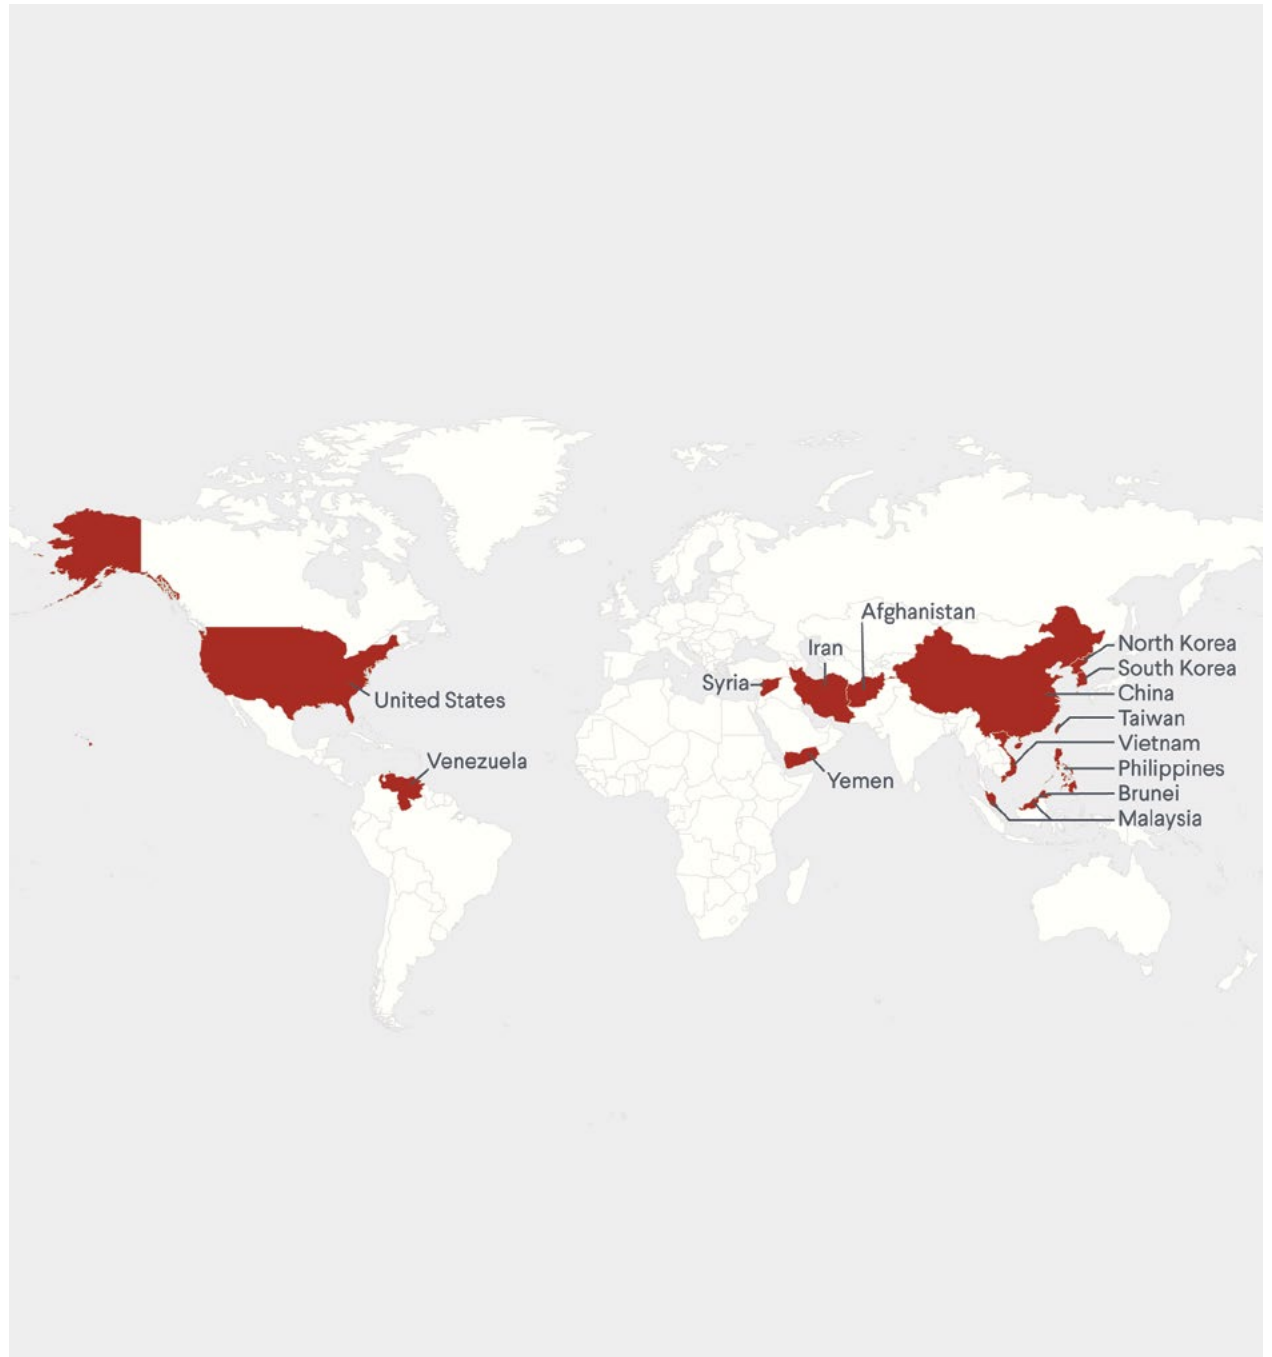 Afghanistan
Iran
North Korea
South Korea
Syria
China
United States
Taiwan
Vietnam
Venezuela
Philippines
Yemen
Brunei
Malaysia